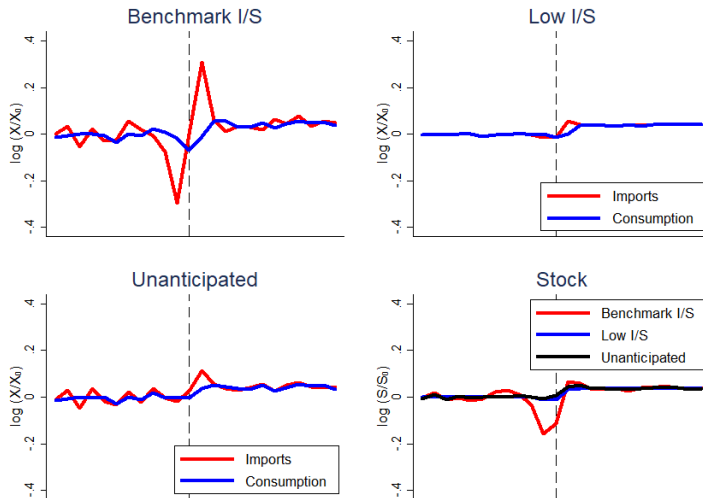 Benchmark I/S
Low I/S
log (X/X₀)
.4
.2
0
-.2
-.4
log (X/X₀)
.4
.2
0
-.2
-.4
Imports
Consumption
Unanticipated
Stock
log (X/X₀)
.4
.2
0
-.2
-.4
Imports
Consumption
log (S/S₀)
.4
.2
0
-.2
-.4
Benchmark I/S
Low I/S
Unanticipated